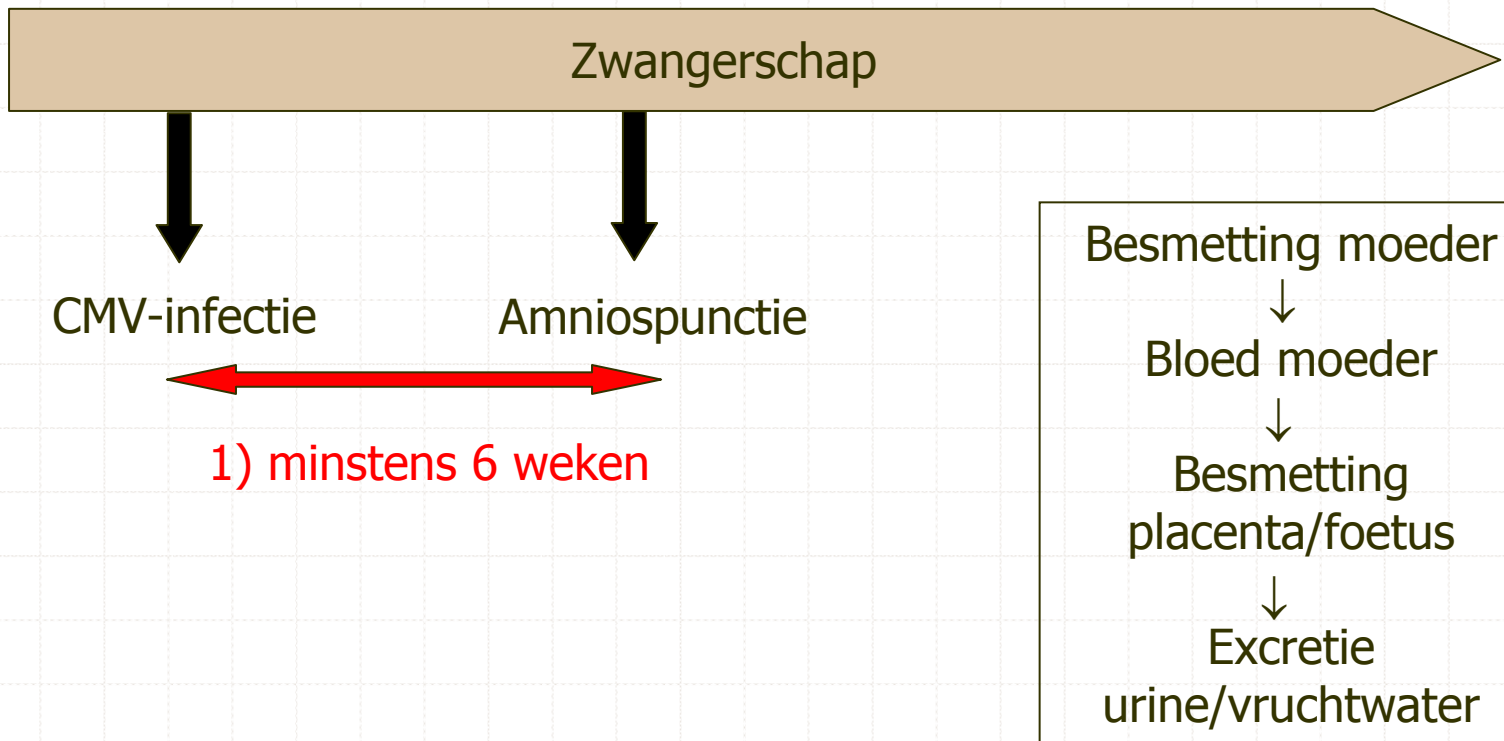 Zwangerschap
CMV-infectie
Amniospunctie
1) minstens 6 weken
Besmetting moeder
↓
Bloed moeder
↓
Besmetting
placenta/foetus
↓
Excretie
urine/vruchtwater